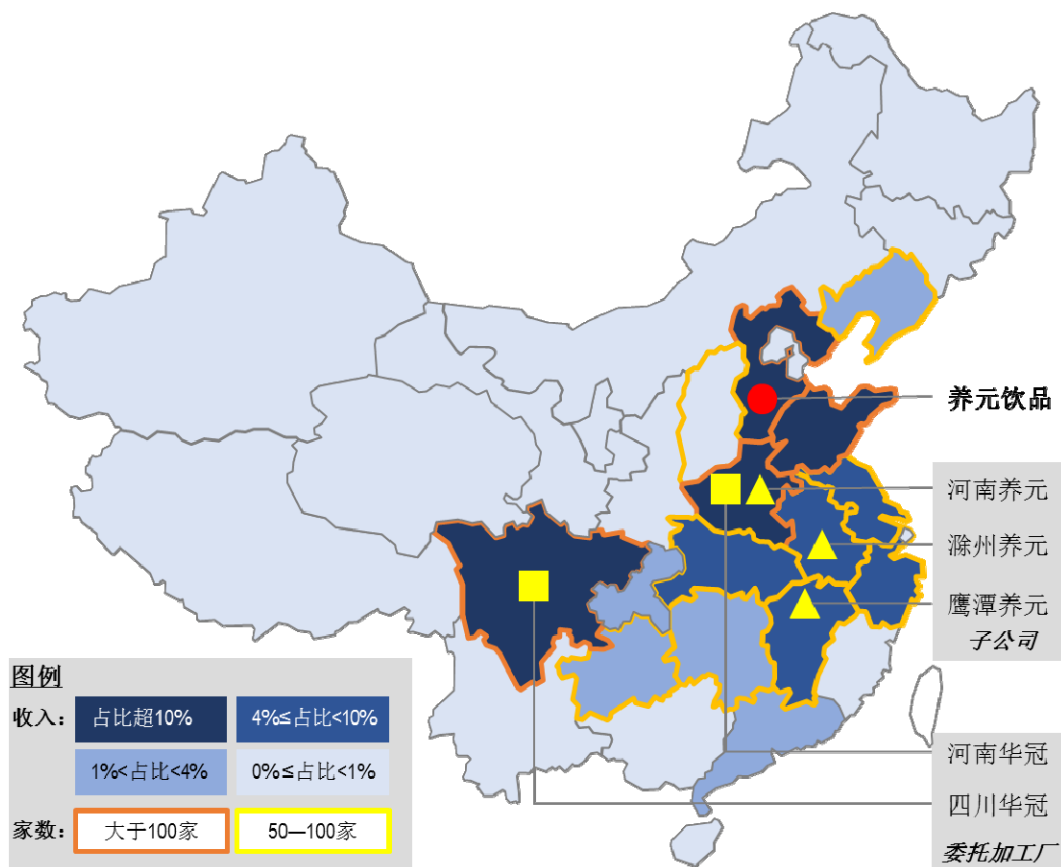 养元饮品
河南养元
滁州养元
鹰潭养元
子公司
图例
收入：
占比超10%
4%≤占比<10%
1%<占比<4%
0%≤占比<1%
家数：
大于100家
50—100家
河南华冠
四川华冠
委托加工厂